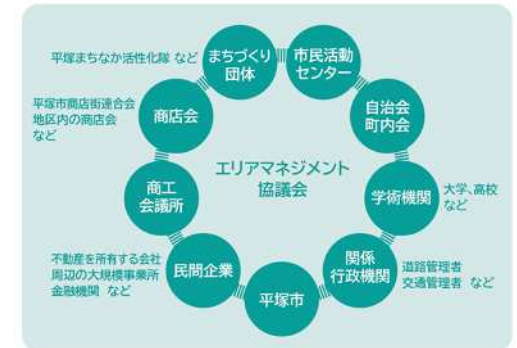 平塚まちなか活性化隊 など
まちづくり
団体
市民活動
センター
平塚市商店街連合会
地区内の商店会
など
商店会
自治会
町内会
エリアマネジメント
協議会
商工
会議所
学術機関
大学、高校
など
不動産を所有する会社
周辺の大規模事業所
金融機関 など
民間企業
平塚市
関係
行政機関
道路管理者
交通管理者 など